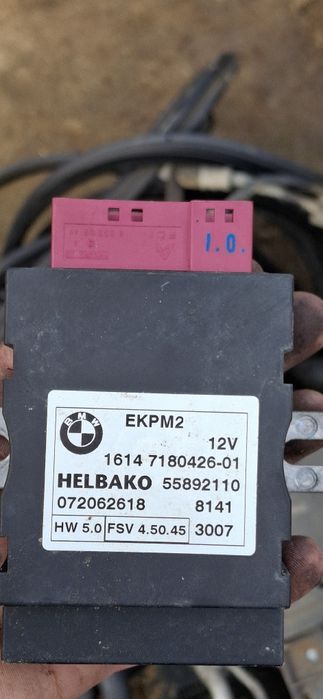 1.0.
BMW
EKPM2
12V
1614 7180426-01
HELBAKO 55892110
072062618 8141
HW 5.0 FSV 4.50.45 3007